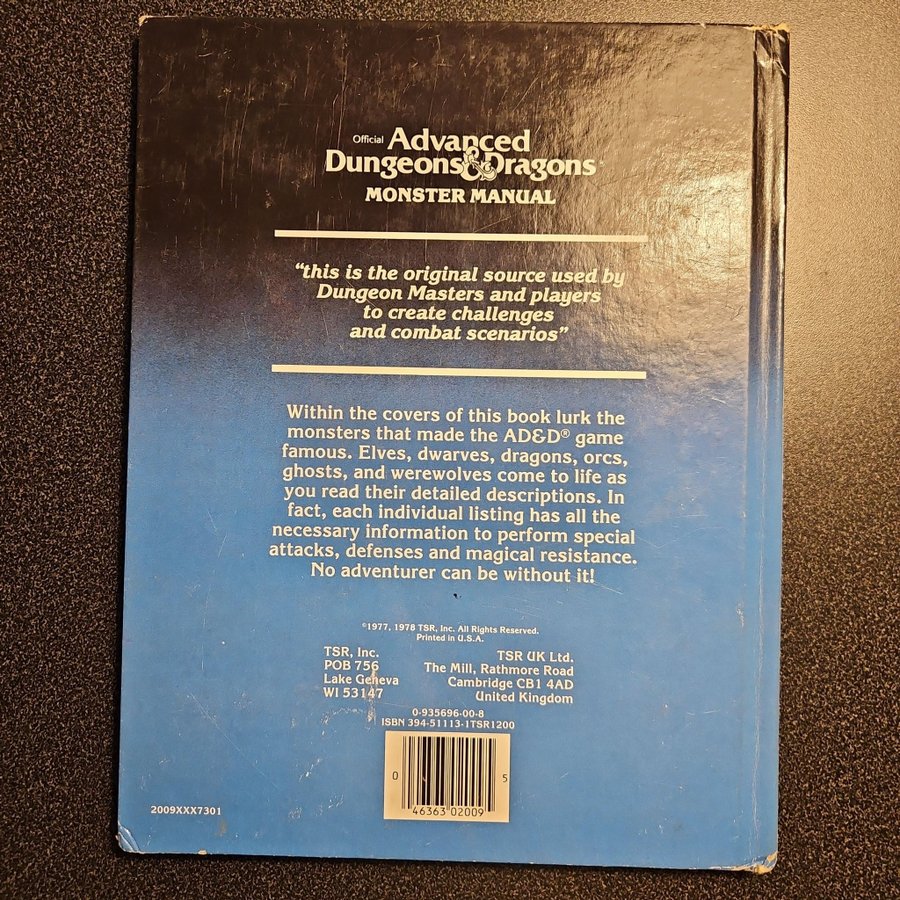 Official Advanced
Dungeons & Dragons®
MONSTER MANUAL
“this is the original source used by
Dungeon Masters and players
to create challenges
and combat scenarios”
Within the covers of this book lurk the
monsters that made the AD&D® game
famous. Elves, dwarves, dragons, orcs,
ghosts, and werewolves come to life as
you read their detailed descriptions. In
fact, each individual listing has all the
necessary information to perform special
attacks, defenses and magical resistance.
No adventurer can be without it!
©1977, 1978 TSR, Inc. All Rights Reserved.
Printed in U.S.A.
TSR, Inc.
POB 756
Lake Geneva
WI 53147
TSR UK Ltd.
The Mill, Rathmore Road
Cambridge CB1 4AD
United Kingdom
0-935696-00-8
ISBN 394-51113-1TSR1200
0 46363 02009 5
2009XXX7301